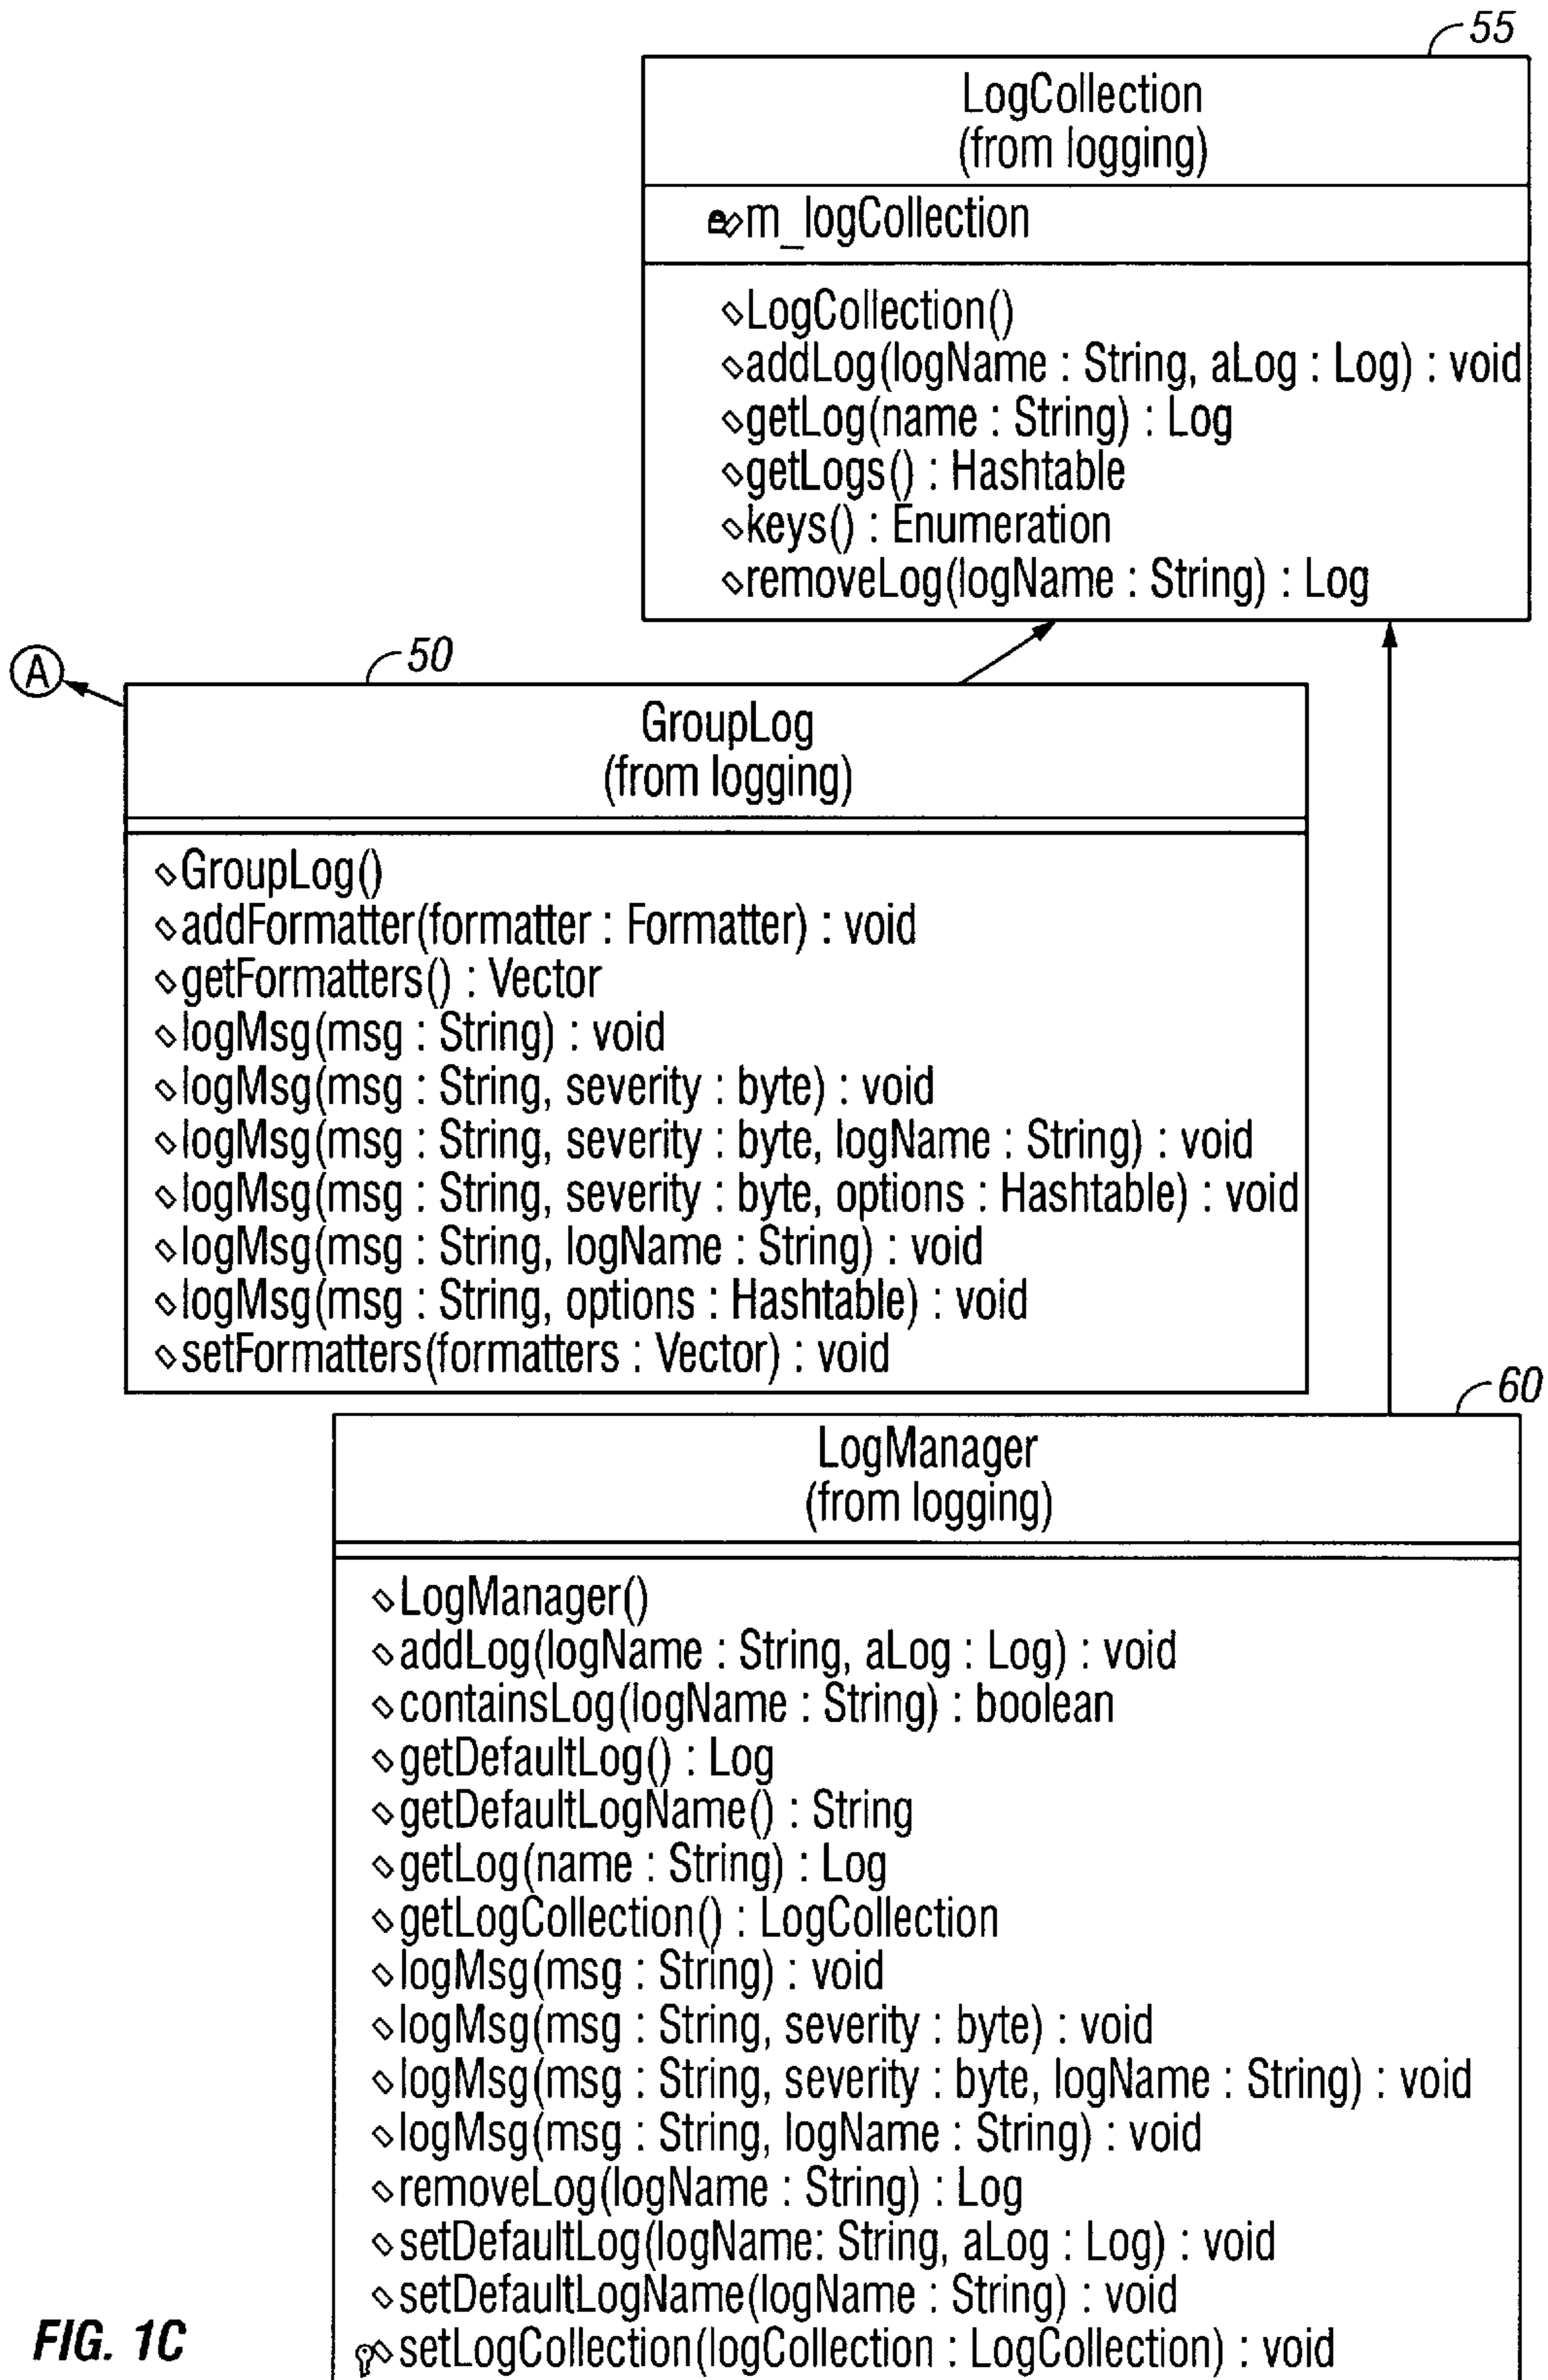 55
LogCollection
(from logging)
m_logCollection
LogCollection()
addLog(logName : String, aLog : Log) : void
getLog(name : String) : Log
getLogs() : Hashtable
keys() : Enumeration
removeLog(logName : String) : Log
A
50
GroupLog
(from logging)
GroupLog()
addFormatter(formatter : Formatter) : void
getFormatters() : Vector
logMsg(msg : String) : void
logMsg(msg : String, severity : byte) : void
logMsg(msg : String, severity : byte, logName : String) : void
logMsg(msg : String, severity : byte, options : Hashtable) : void
logMsg(msg : String, logName : String) : void
logMsg(msg : String, options : Hashtable) : void
setFormatters(formatters : Vector) : void
60
LogManager
(from logging)
LogManager()
addLog(logName : String, aLog : Log) : void
containsLog(logName : String) : boolean
getDefaultLog() : Log
getDefaultLogName() : String
getLog(name : String) : Log
getLogCollection() : LogCollection
logMsg(msg : String) : void
logMsg(msg : String, severity : byte) : void
logMsg(msg : String, severity : byte, logName : String) : void
logMsg(msg : String, logName : String) : void
removeLog(logName : String) : Log
setDefaultLog(logName: String, aLog : Log) : void
setDefaultLogName(logName : String) : void
setLogCollection(logCollection : LogCollection) : void
FIG. 1C